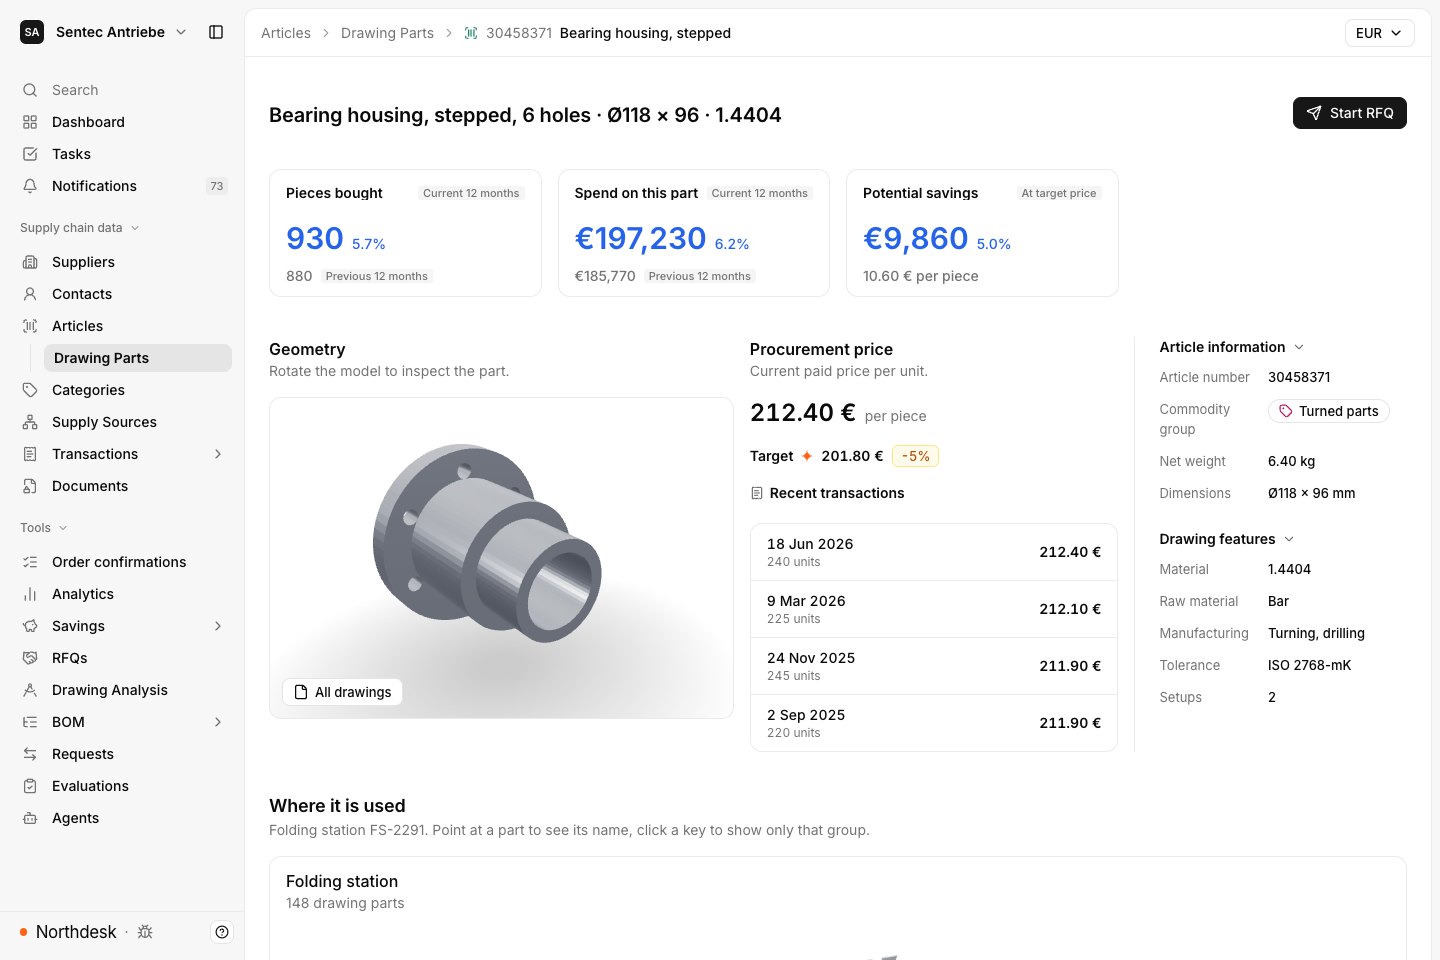 SA Sentec Antriebe
Search
Dashboard
Tasks
Notifications 73
Supply chain data
Suppliers
Contacts
Articles
Drawing Parts
Categories
Supply Sources
Transactions
Documents
Tools
Order confirmations
Analytics
Savings
RFQs
Drawing Analysis
BOM
Requests
Evaluations
Agents
Northdesk ·
Articles Drawing Parts 30458371 Bearing housing, stepped
EUR
Bearing housing, stepped, 6 holes · Ø118 × 96 · 1.4404
Start RFQ
Pieces bought Current 12 months
930 5.7%
880 Previous 12 months
Spend on this part Current 12 months
€197,230 6.2%
€185,770 Previous 12 months
Potential savings At target price
€9,860 5.0%
10.60 € per piece
Geometry
Rotate the model to inspect the part.
All drawings
Procurement price
Current paid price per unit.
212.40 € per piece
Target 201.80 € -5%
Recent transactions
18 Jun 2026
240 units
212.40 €
9 Mar 2026
225 units
212.10 €
24 Nov 2025
245 units
211.90 €
2 Sep 2025
220 units
211.90 €
Article information
Article number 30458371
Commodity group Turned parts
Net weight 6.40 kg
Dimensions Ø118 × 96 mm
Drawing features
Material 1.4404
Raw material Bar
Manufacturing Turning, drilling
Tolerance ISO 2768-mK
Setups 2
Where it is used
Folding station FS-2291. Point at a part to see its name, click a key to show only that group.
Folding station
148 drawing parts